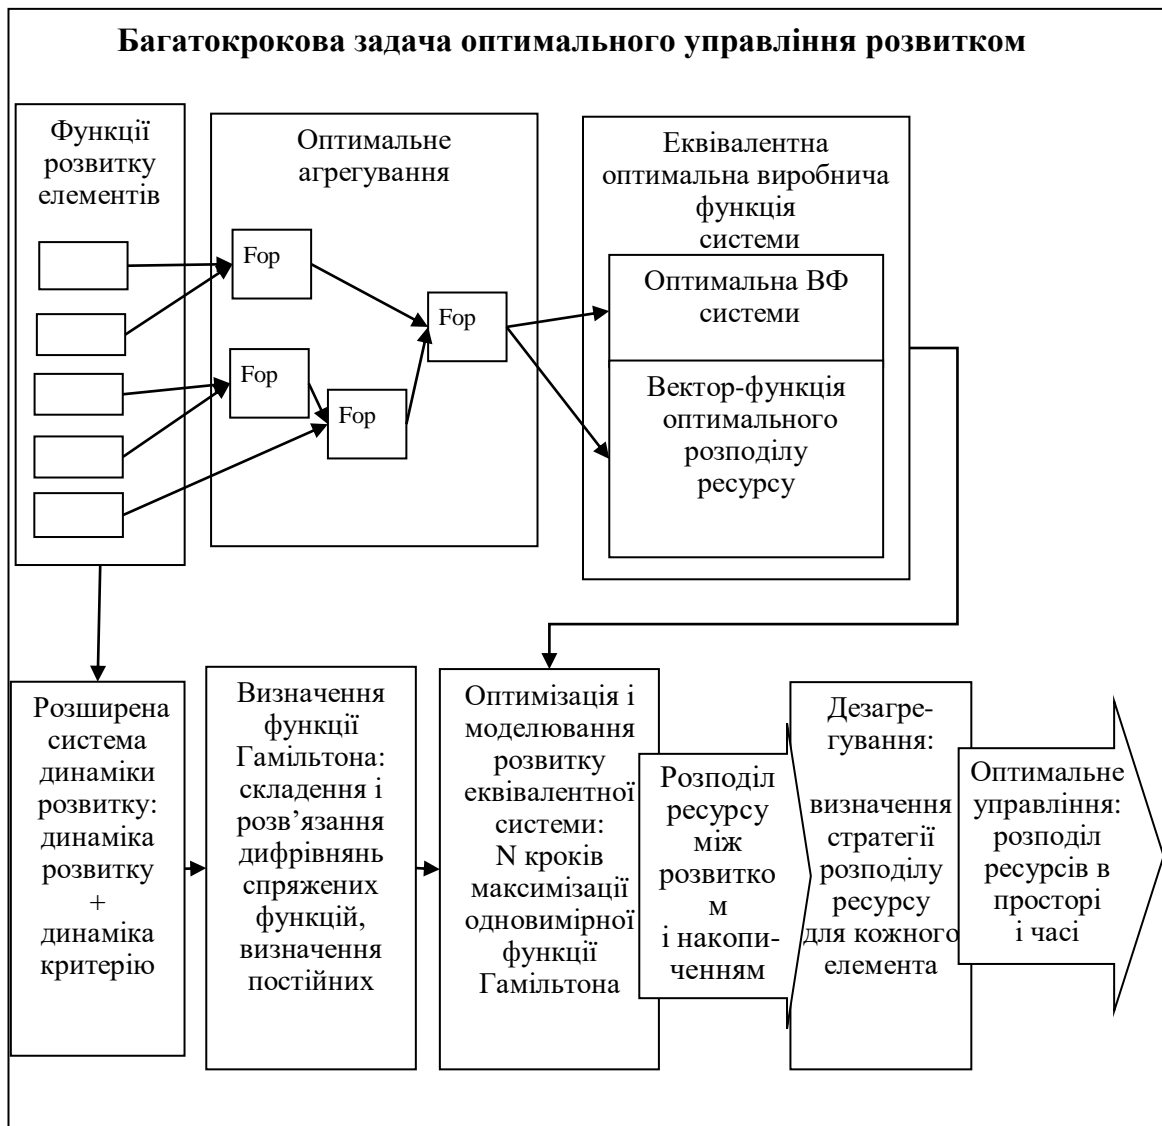 Багатокрокова задача оптимального управління розвитком
Функції
розвитку
елементів
Оптимальне
агрегування
Fop
Fop
Fop
Fop
Еквівалентна
оптимальна виробнича
функція
системи
Оптимальна ВФ
системи
Вектор-функція
оптимального
розподілу
ресурсу
Розширена
система
динаміки
розвитку:
динаміка
розвитку
+
динаміка
критерію
Визначення
функції
Гамільтона:
складення і
розв’язання
дифрівнянь
спряжених
функцій,
визначення
постійних
Оптимізація і
моделювання
розвитку
еквівалентної
системи:
N кроків
максимізації
одновимірної
функції
Гамільтона
Розподіл
ресурсу
між
розвитко
м
і накопи-
ченням
Дезагре-
гування:
визначення
стратегії
розподілу
ресурсу
для кожного
елемента
Оптимальне
управління:
розподіл
ресурсів в
просторі
і часі